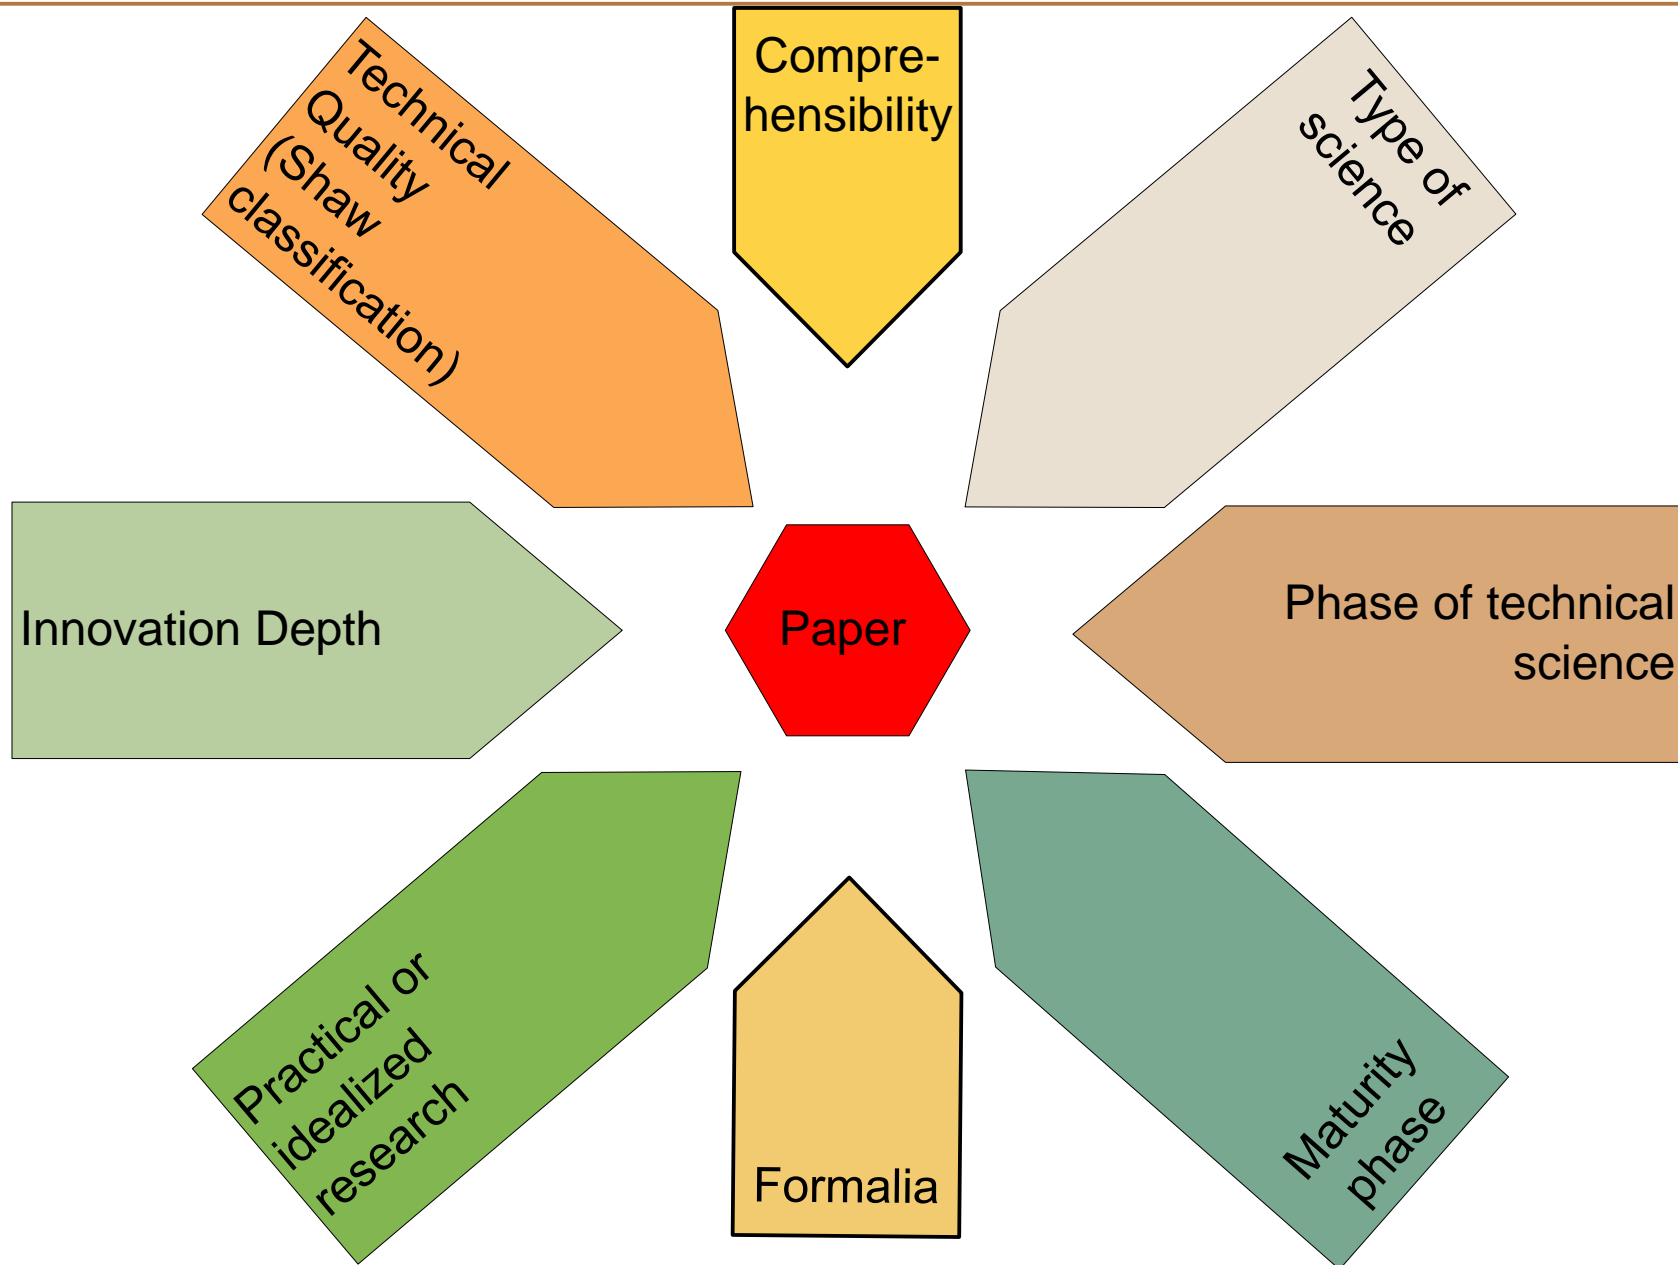 Compre-
hensibility
Technical
Quality
(Shaw
classification)
Type of
science
Innovation Depth
Paper
Phase of technical
science
Practical or
idealized
research
Formalia
Maturity
phase